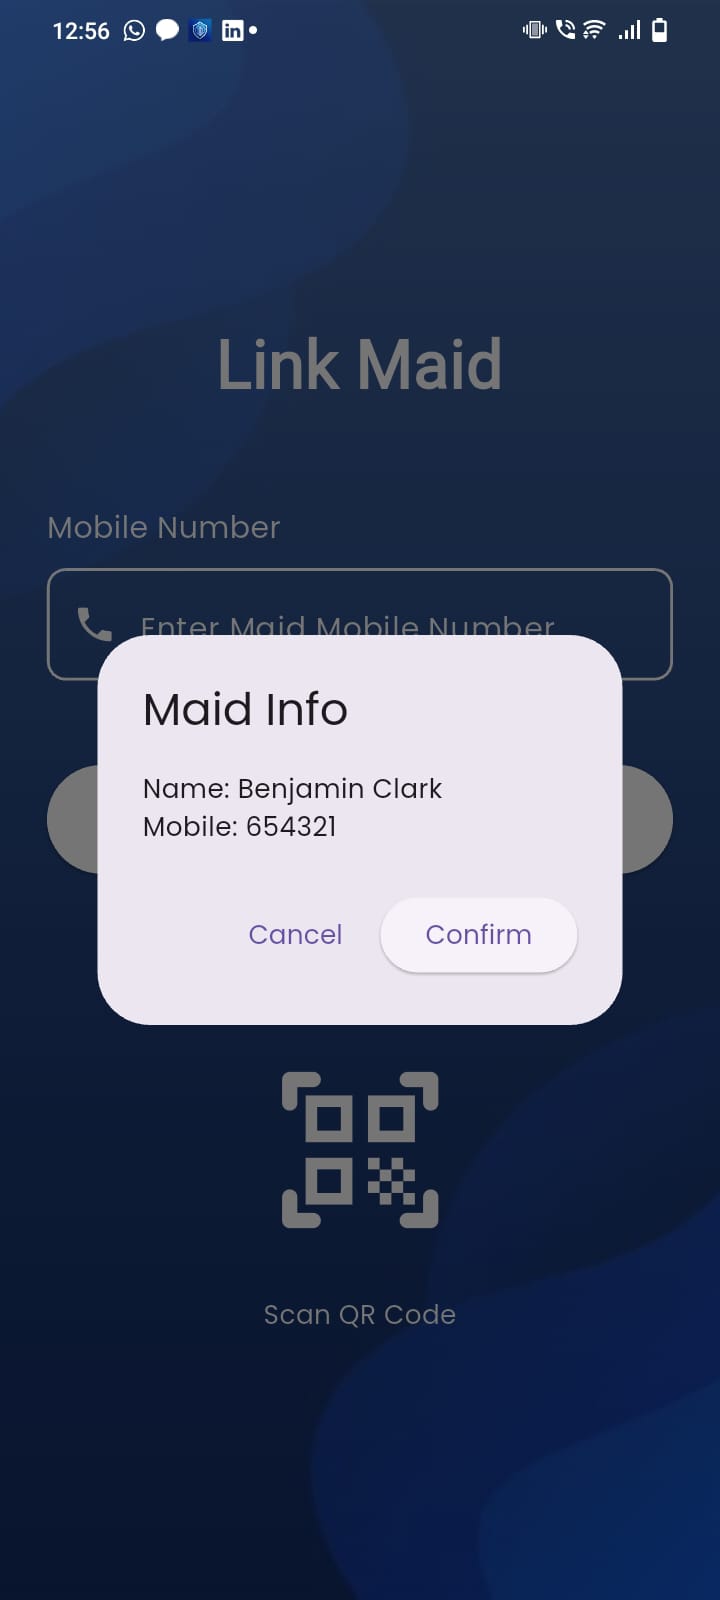 12:56
Link Maid
Mobile Number
Enter Maid Mobile Number
Maid Info
Name: Benjamin Clark
Mobile: 654321
Cancel Confirm
Scan QR Code